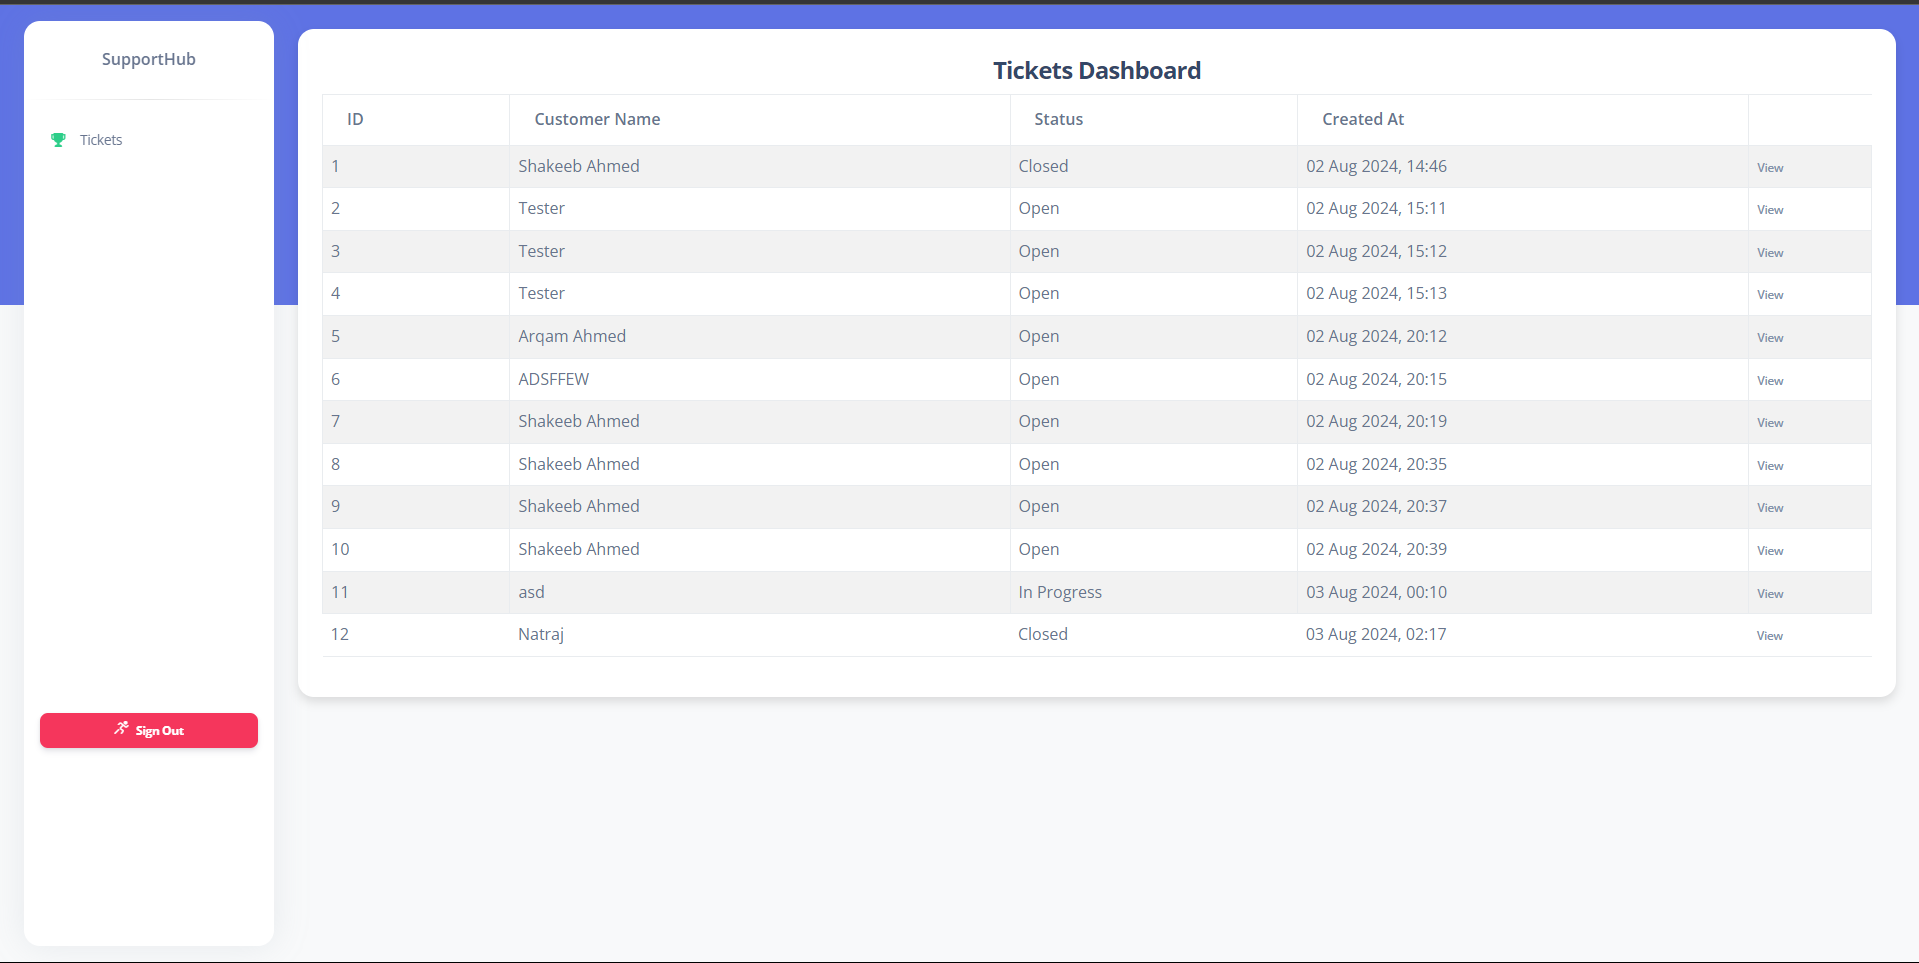 SupportHub
Tickets
Sign Out
Tickets Dashboard
ID Customer Name Status Created At
1 Shakeeb Ahmed Closed 02 Aug 2024, 14:46 View
2 Tester Open 02 Aug 2024, 15:11 View
3 Tester Open 02 Aug 2024, 15:12 View
4 Tester Open 02 Aug 2024, 15:13 View
5 Arqam Ahmed Open 02 Aug 2024, 20:12 View
6 ADSFFEW Open 02 Aug 2024, 20:15 View
7 Shakeeb Ahmed Open 02 Aug 2024, 20:19 View
8 Shakeeb Ahmed Open 02 Aug 2024, 20:35 View
9 Shakeeb Ahmed Open 02 Aug 2024, 20:37 View
10 Shakeeb Ahmed Open 02 Aug 2024, 20:39 View
11 asd In Progress 03 Aug 2024, 00:10 View
12 Natraj Closed 03 Aug 2024, 02:17 View